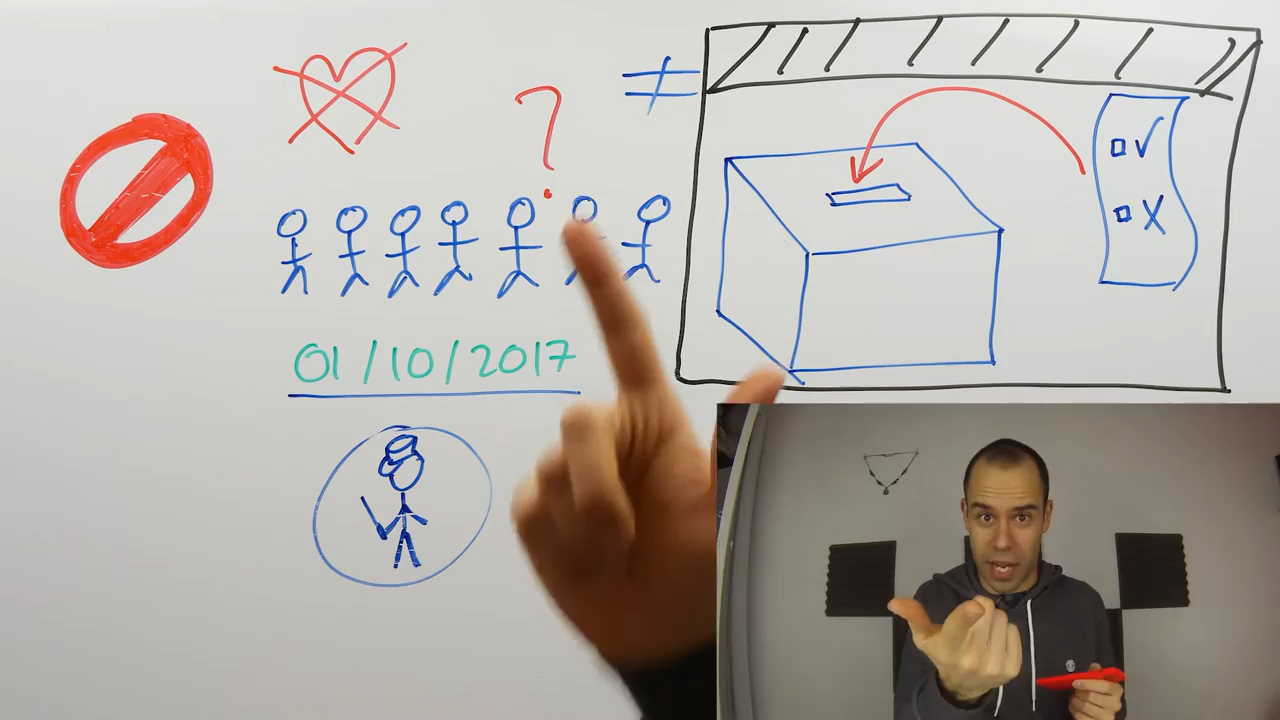 ?
≠
01/10/2017
✓
X